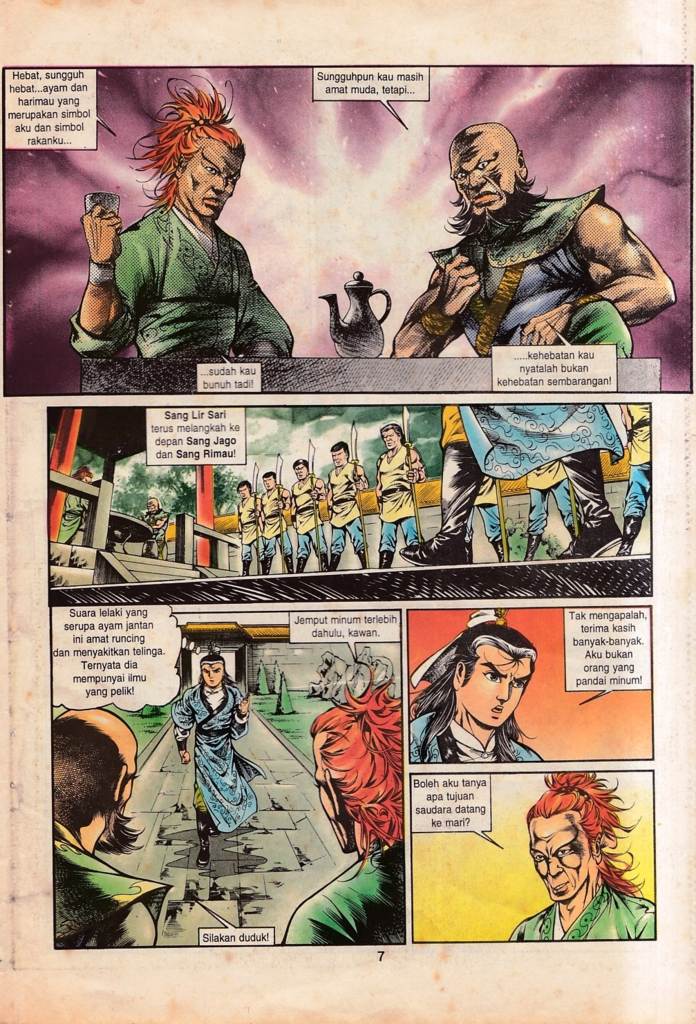 Hebat, sungguh
hebat...ayam dan
harimau yang
merupakan simbol
aku dan simbol
rakanku...
Sungguhpun kau masih
amat muda, tetapi...
...sudah kau
bunuh tadi!
.....kehebatan kau
nyatalah bukan
kehebatan sembarangan!
Sang Lir Sari
terus melangkah ke
depan Sang Jago
dan Sang Rimau!
Suara lelaki yang
serupa ayam jantan
ini amat runcing
dan menyakitkan telinga.
Ternyata dia
mempunyai ilmu
yang pelik!
Jemput minum terlebih
dahulu, kawan.
Silakan duduk!
Tak mengapalah,
terima kasih
banyak-banyak.
Aku bukan
orang yang
pandai minum!
Boleh aku tanya
apa tujuan
saudara datang
ke mari?
7